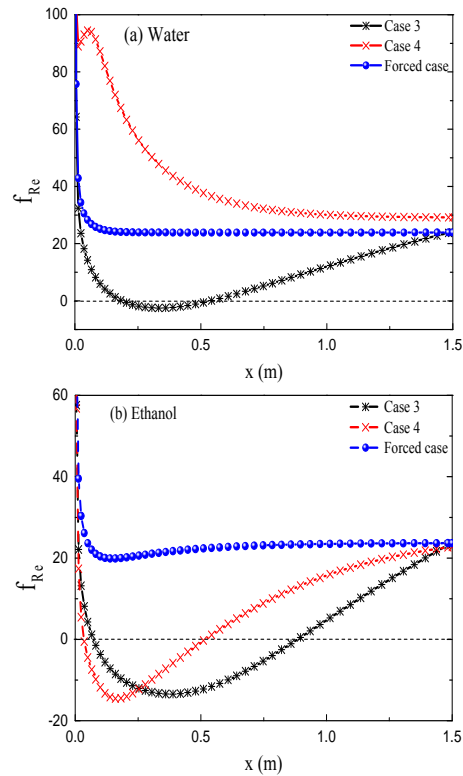 (a) Water
Case 3
Case 4
Forced case
100
80
60
40
20
0
-10
f_Re
0.0 0.5 1.0 1.5
x (m)
(b) Ethanol
Case 3
Case 4
Forced case
60
40
20
0
-20
f_Re
0.0 0.5 1.0 1.5
x (m)